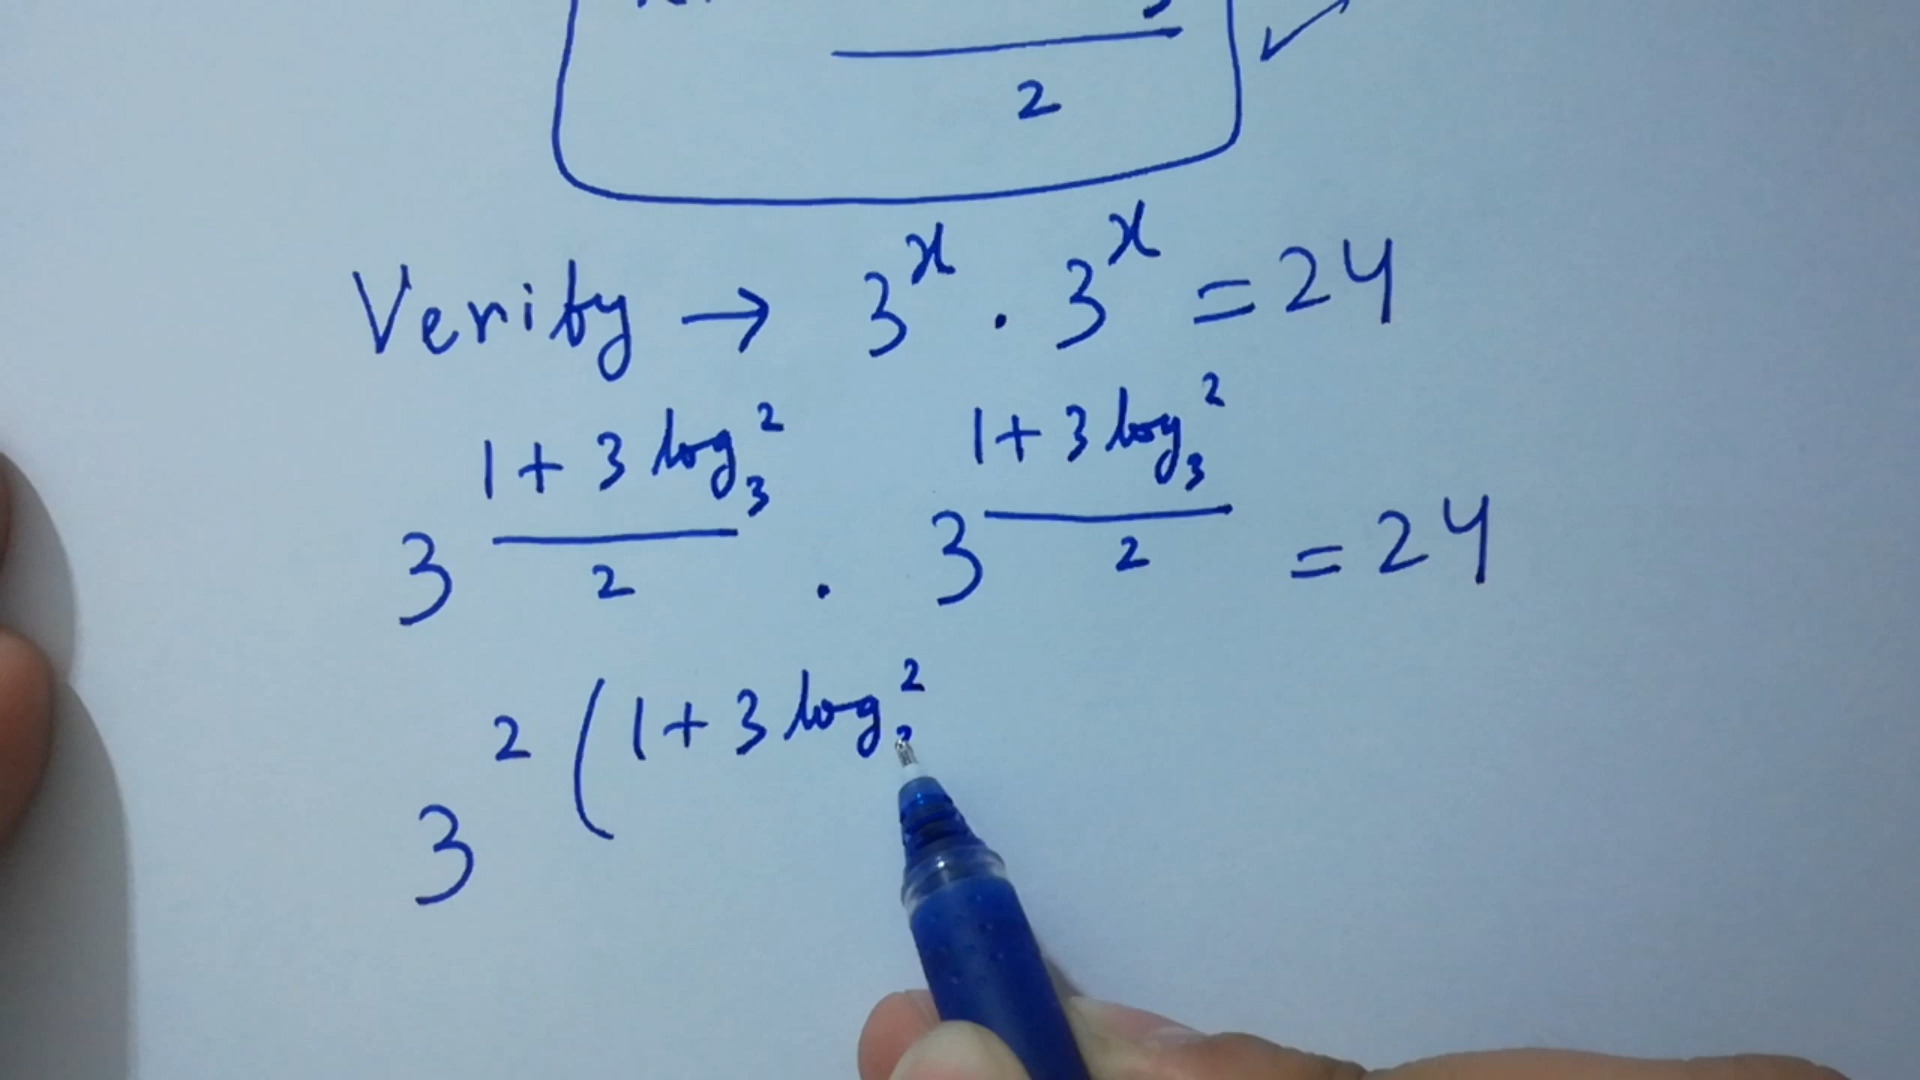 2
Verify → 3^x · 3^x = 24
3^((1+3 log_3 2)/2) · 3^((1+3 log_3 2)/2) = 24
3^(2(1+3 log 2